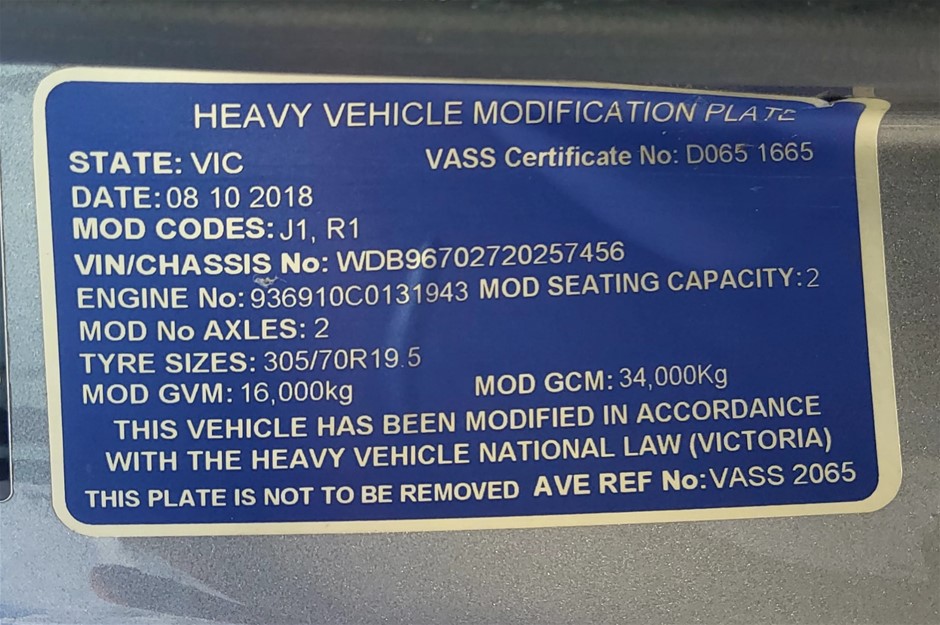 HEAVY VEHICLE MODIFICATION PLATE
STATE: VIC VASS Certificate No: D065 1665
DATE: 08 10 2018
MOD CODES: J1, R1
VIN/CHASSIS No: WDB96702720257456
ENGINE No: 936910C0131943 MOD SEATING CAPACITY: 2
MOD No AXLES: 2
TYRE SIZES: 305/70R19.5
MOD GVM: 16,000kg MOD GCM: 34,000Kg
THIS VEHICLE HAS BEEN MODIFIED IN ACCORDANCE
WITH THE HEAVY VEHICLE NATIONAL LAW (VICTORIA)
THIS PLATE IS NOT TO BE REMOVED AVE REF No: VASS 2065